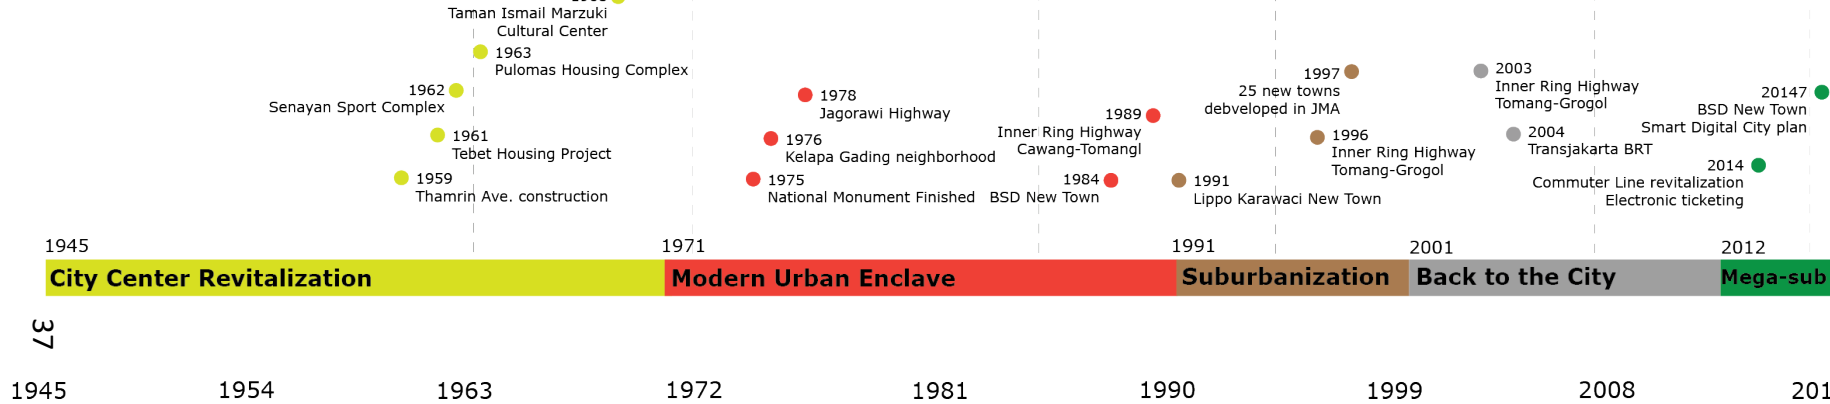 Taman Ismail Marzuki
Cultural Center
1963
Pulomas Housing Complex
1962
Senayan Sport Complex
1961
Tebet Housing Project
1959
Thamrin Ave. construction
1978
Jagorawi Highway
1976
Kelapa Gading neighborhood
1975
National Monument Finished
1989
Inner Ring Highway
Cawang-Tomangl
1984
BSD New Town
1997
25 new towns
debveloped in JMA
1996
Inner Ring Highway
Tomang-Grogol
1991
Lippo Karawaci New Town
2003
Inner Ring Highway
Tomang-Grogol
2004
Transjakarta BRT
20147
BSD New Town
Smart Digital City plan
2014
Commuter Line revitalization
Electronic ticketing
1945 1971 1991 2001 2012
City Center Revitalization Modern Urban Enclave Suburbanization Back to the City Mega-sub
37
1945 1954 1963 1972 1981 1990 1999 2008 201